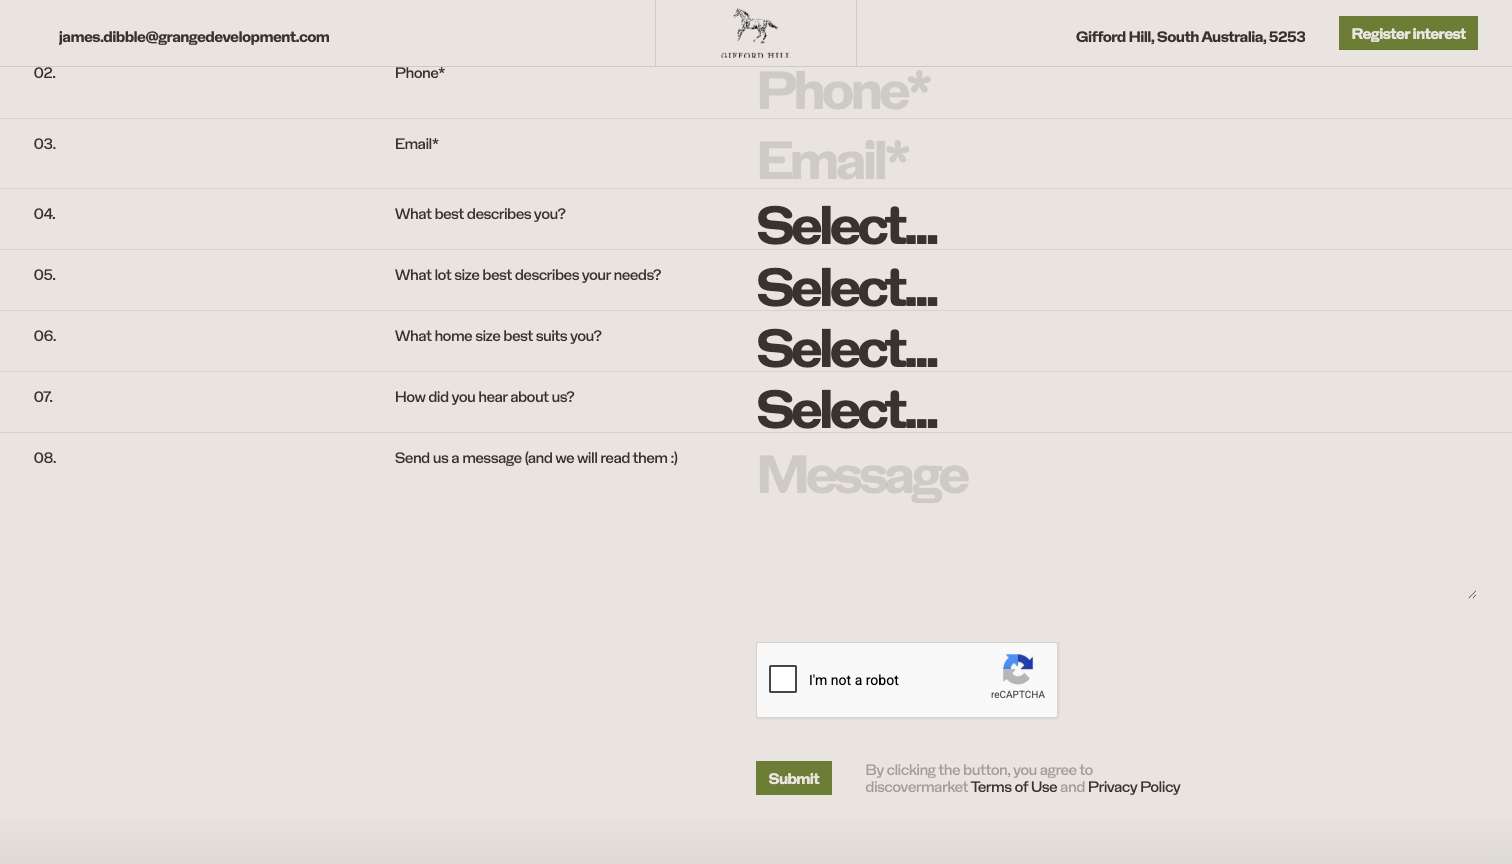 james.dibble@grangedevelopment.com
GIFFORD HILL
Gifford Hill, South Australia, 5253
Register interest
02.
Phone*
Phone*
03.
Email*
Email*
04.
What best describes you?
Select...
05.
What lot size best describes your needs?
Select...
06.
What home size best suits you?
Select...
07.
How did you hear about us?
Select...
08.
Send us a message (and we will read them :)
Message
I'm not a robot
reCAPTCHA
Submit
By clicking the button, you agree to
discovermarket Terms of Use and Privacy Policy